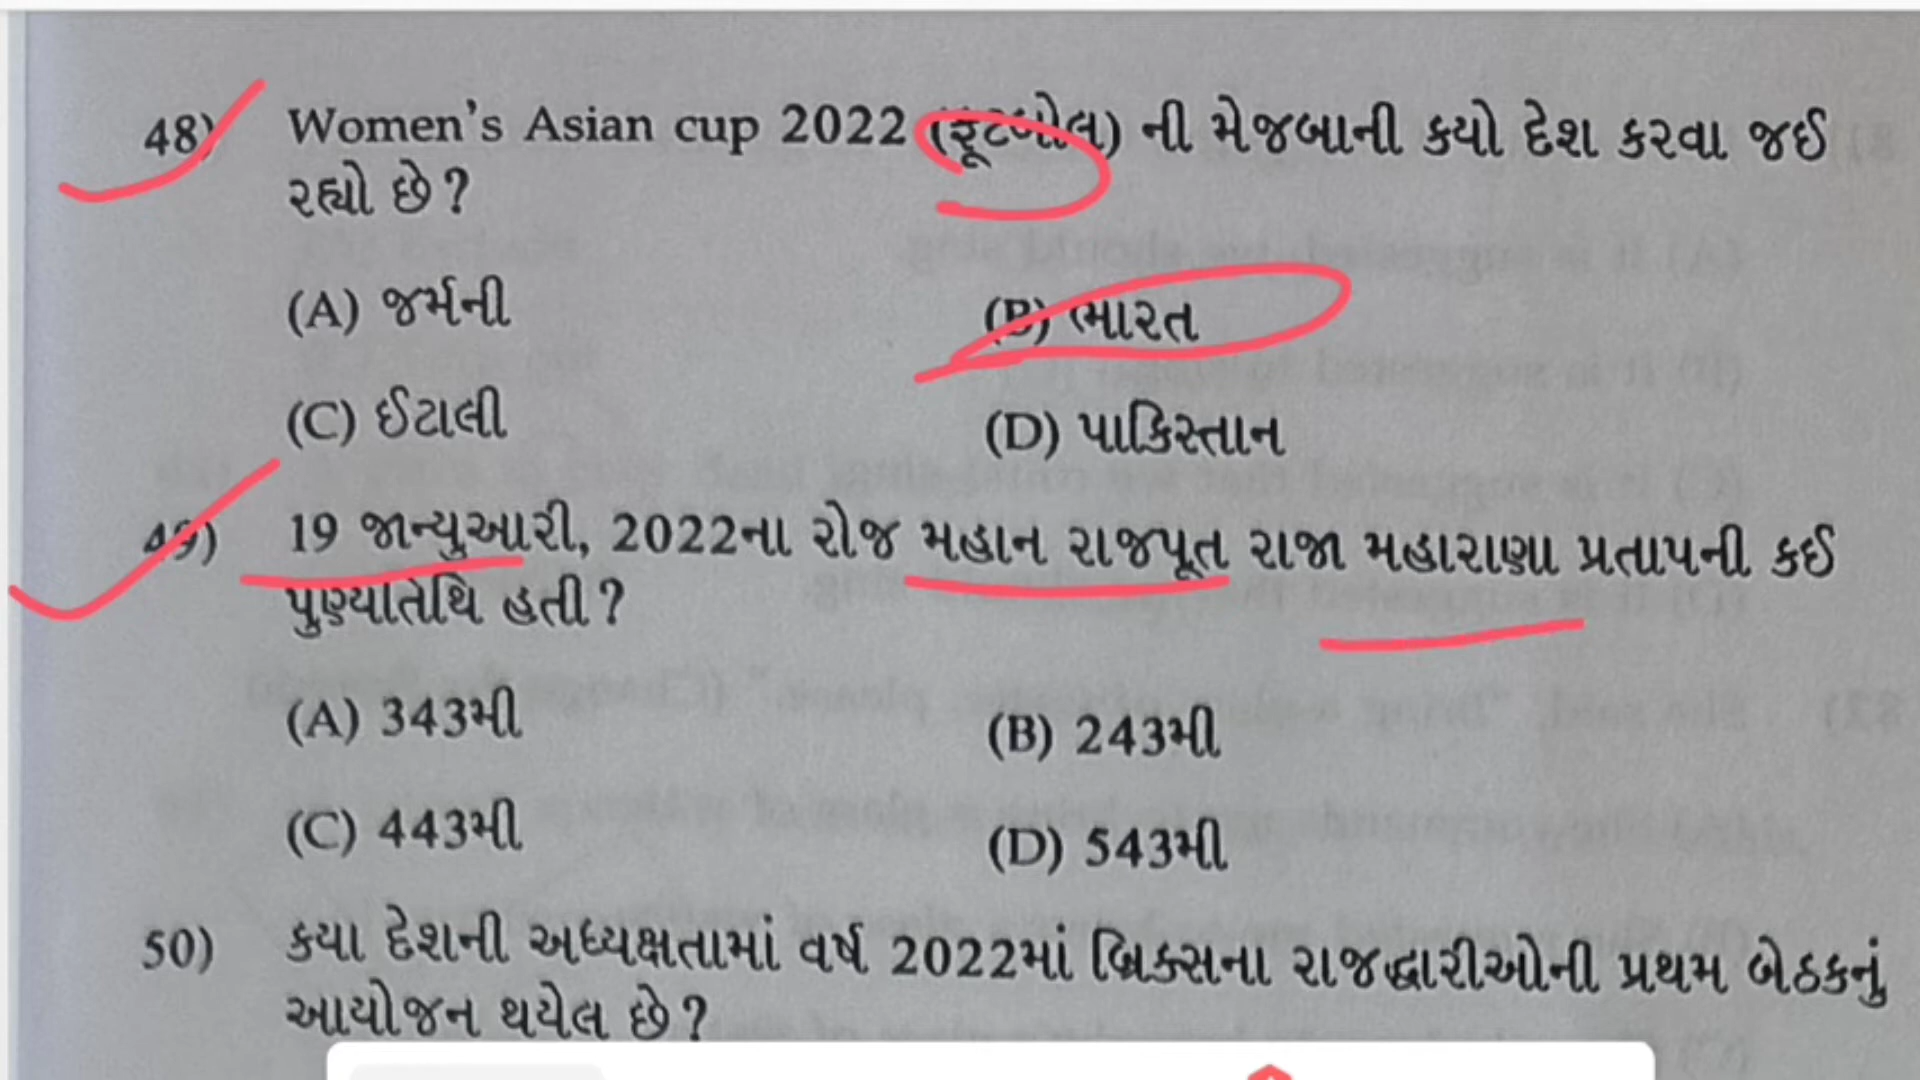 48) Women's Asian cup 2022 (ફૂટબોલ) ની મેજબાની કયો દેશ કરવા જઈ
રહ્યો છે?
(A) જર્મની (B) ભારત
(C) ઈટાલી (D) પાકિસ્તાન
49) 19 જાન્યુઆરી, 2022ના રોજ મહાન રાજપૂત રાજા મહારાણા પ્રતાપની કઈ
પુણ્યતિથિ હતી?
(A) 343મી (B) 243મી
(C) 443મી (D) 543મી
50) કયા દેશની અધ્યક્ષતામાં વર્ષ 2022માં બ્રિક્સના રાજદ્વારીઓની પ્રથમ બેઠકનું
આયોજન થયેલ છે?